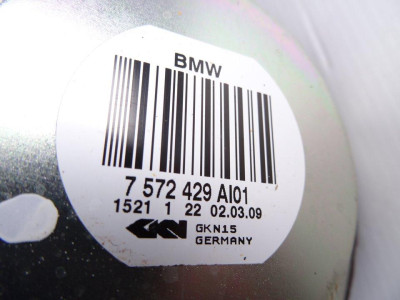 BMW
7 572 429 AI01
1521 1 22 02.03.09
GKN GKN15
GERMANY